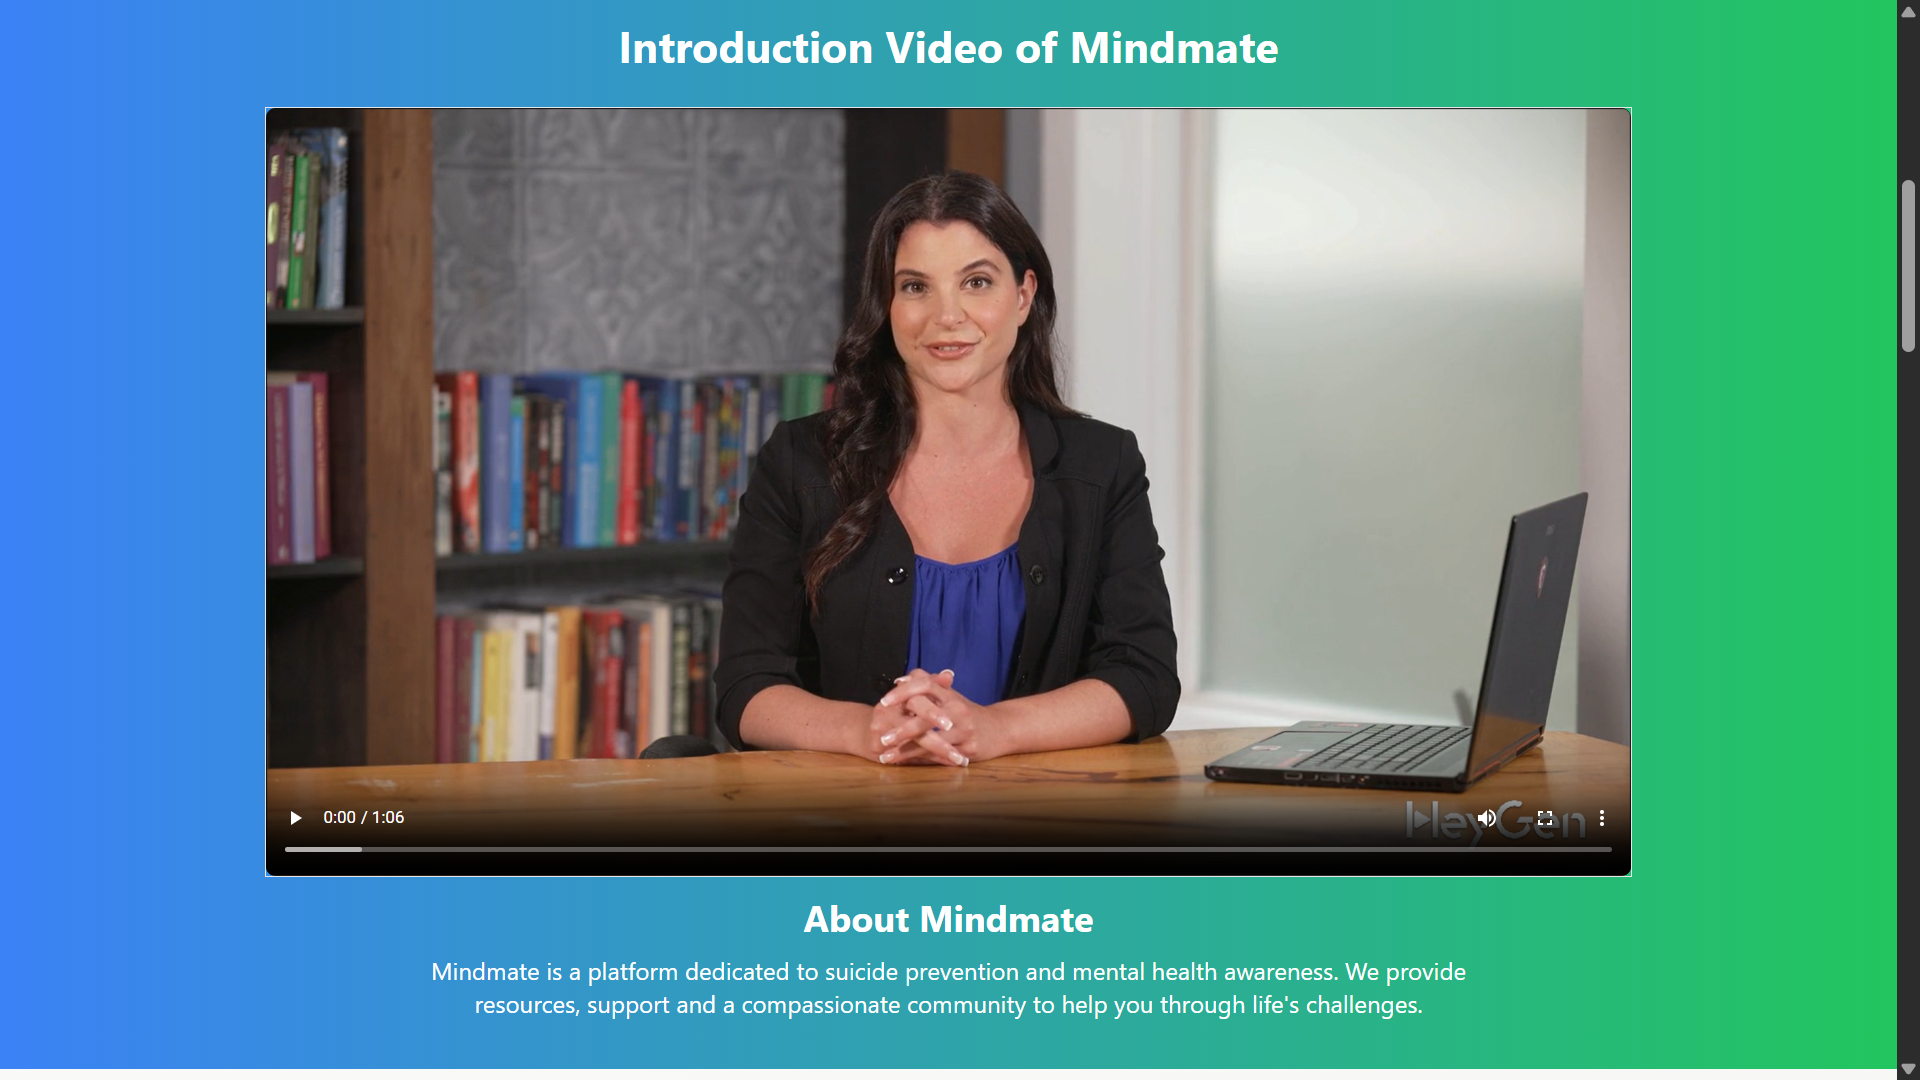 Introduction Video of Mindmate
0:00 / 1:06
HeyGen
About Mindmate
Mindmate is a platform dedicated to suicide prevention and mental health awareness. We provide
resources, support and a compassionate community to help you through life's challenges.